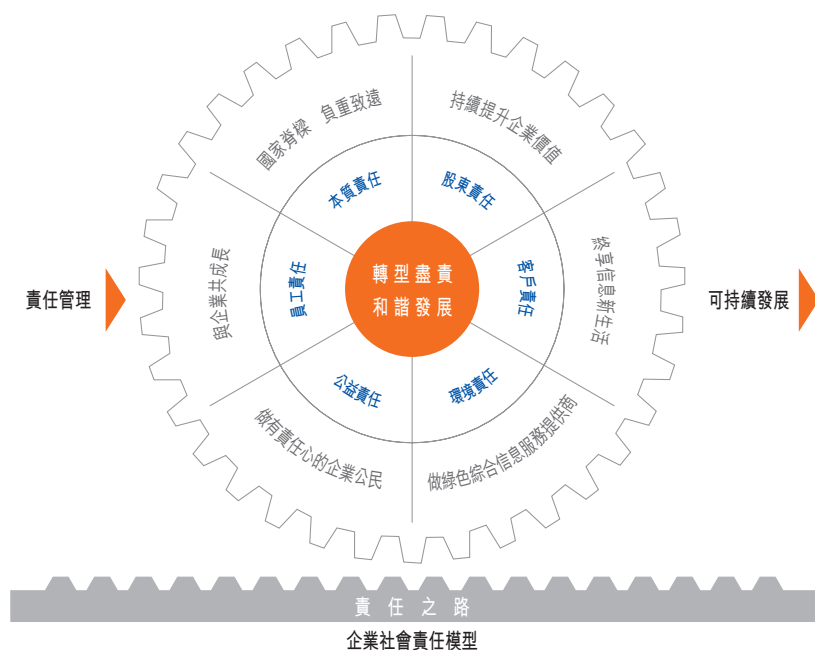 國家脊樑 負重致遠
持續提升企業價值
本質責任
股東責任
與企業共成長
員工責任
轉型盡責
和諧發展
客戶責任
終享信息新生活
責任管理
可持續發展
公益責任
環境責任
做有責任心的企業公民
做綠色綜合信息服務提供商
責任之路
企業社會責任模型